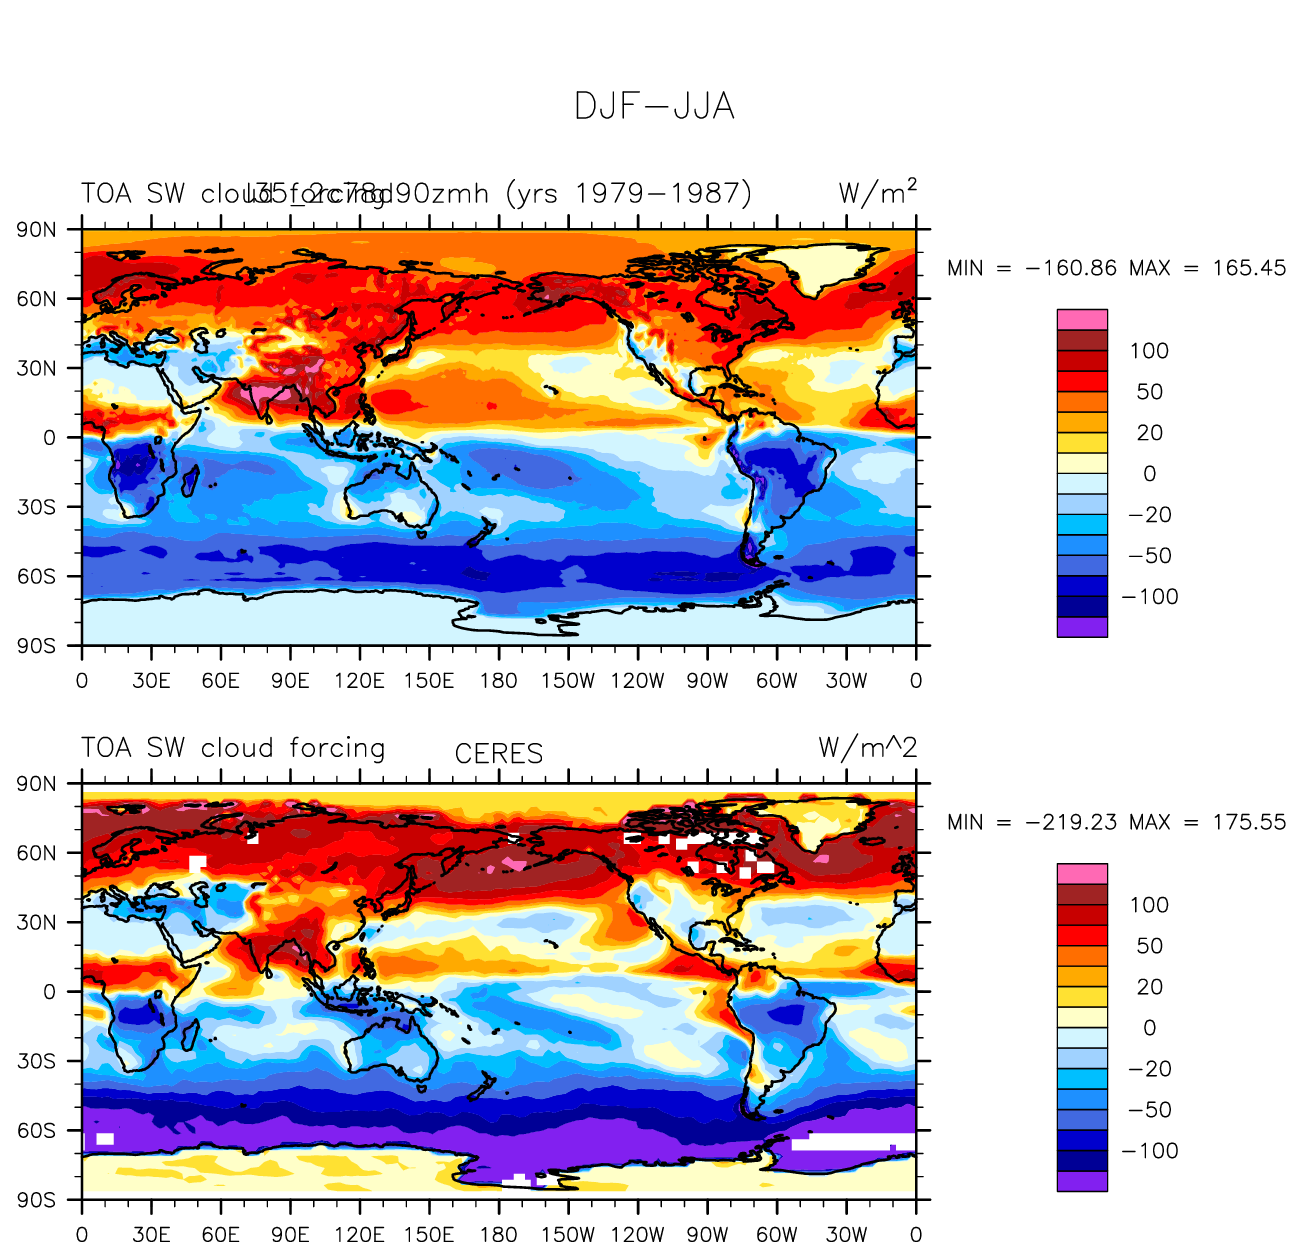 DJF-JJA
TOA SW cloud forcing (yrs 1979-1987) W/m²
MIN = -160.86 MAX = 165.45
90N
60N
30N
0
30S
60S
90S
0 30E 60E 90E 120E 150E 180 150W 120W 90W 60W 30W 0
100
50
20
0
-20
-50
-100
TOA SW cloud forcing CERES W/m^2
MIN = -219.23 MAX = 175.55
90N
60N
30N
0
30S
60S
90S
0 30E 60E 90E 120E 150E 180 150W 120W 90W 60W 30W 0
100
50
20
0
-20
-50
-100